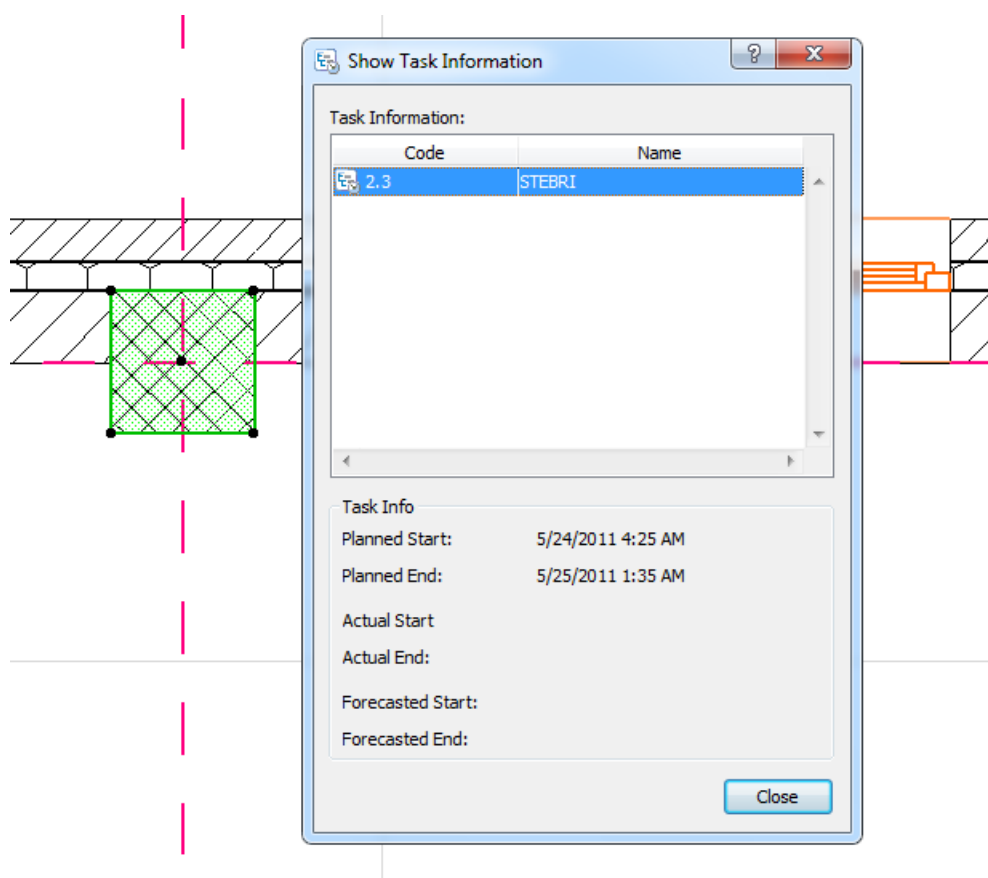 Show Task Information
Task Information:
Code Name
2.3 STEBRI
Task Info
Planned Start: 5/24/2011 4:25 AM
Planned End: 5/25/2011 1:35 AM
Actual Start
Actual End:
Forecasted Start:
Forecasted End:
Close